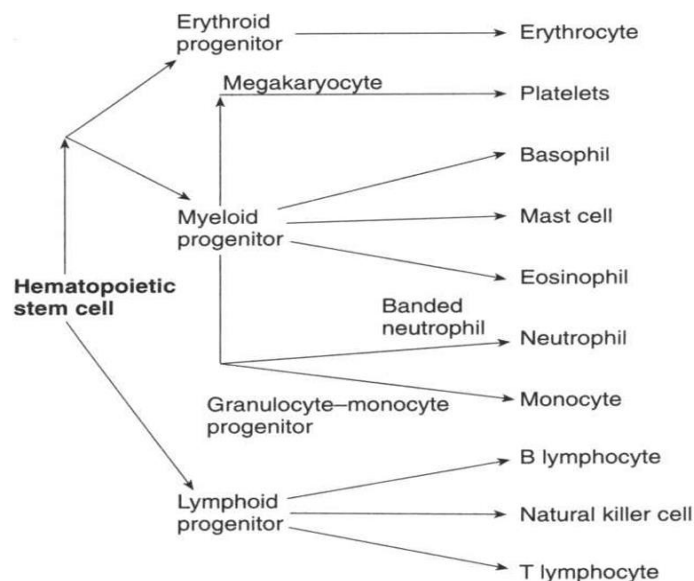 Erythroid
progenitor
Erythrocyte
Megakaryocyte
Platelets
Basophil
Myeloid
progenitor
Mast cell
Eosinophil
Hematopoietic
stem cell
Banded
neutrophil
Neutrophil
Granulocyte–monocyte
progenitor
Monocyte
B lymphocyte
Lymphoid
progenitor
Natural killer cell
T lymphocyte